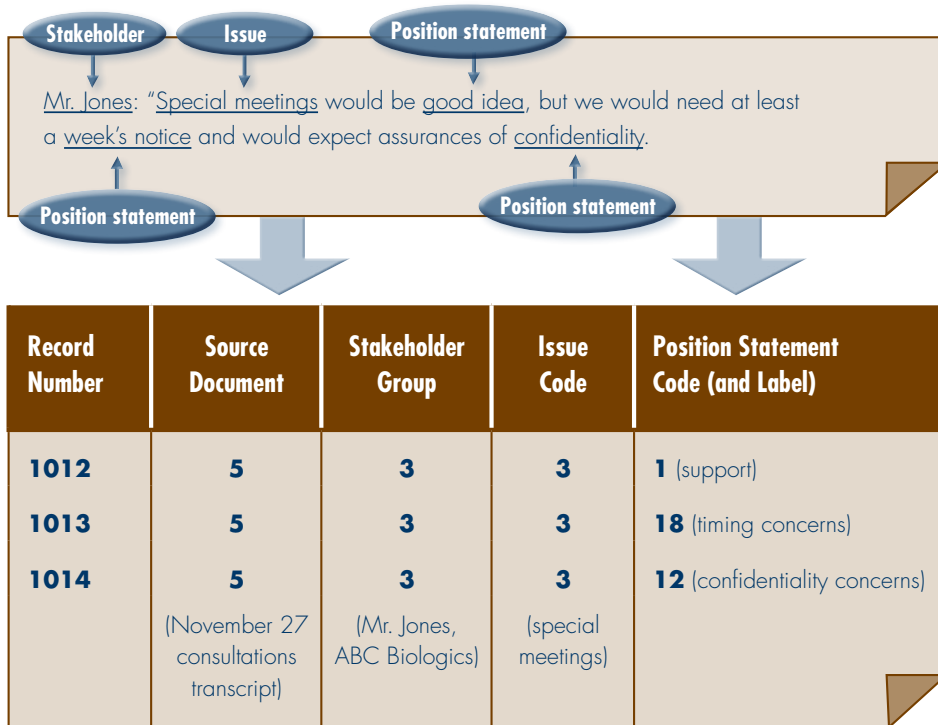 Stakeholder Issue Position statement
Mr. Jones: “Special meetings would be good idea, but we would need at least
a week’s notice and would expect assurances of confidentiality.
Position statement Position statement
Record Number Source Document Stakeholder Group Issue Code Position Statement Code (and Label)
1012 5 3 3 1 (support)
1013 5 3 3 18 (timing concerns)
1014 5 3 3 12 (confidentiality concerns)
(November 27 (Mr. Jones, (special
consultations ABC Biologics) meetings)
transcript)